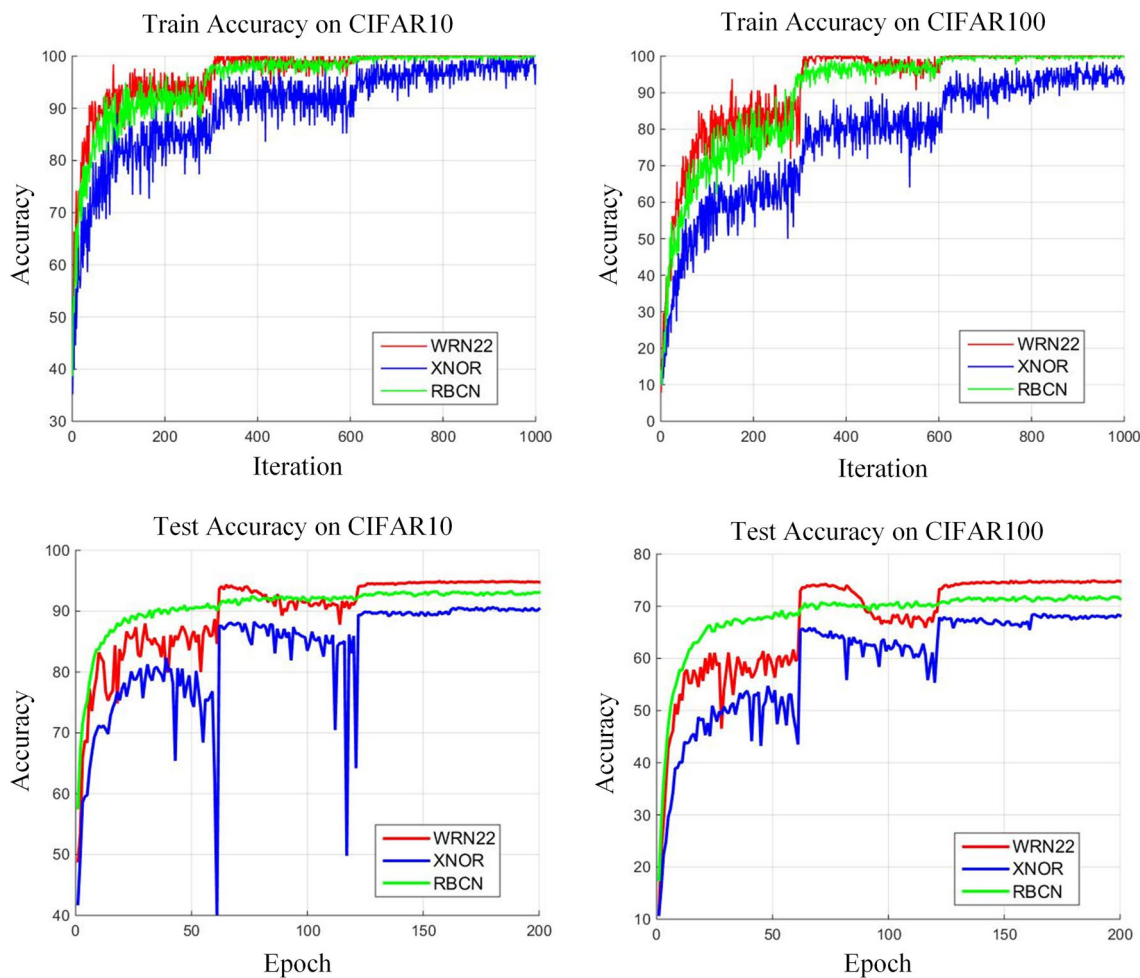 Train Accuracy on CIFAR10
100
90
80
70
60
50
40
30
Accuracy
0
200
400
600
800
1000
Iteration
WRN22
XNOR
RBCN
Train Accuracy on CIFAR100
100
90
80
70
60
50
40
30
20
10
0
Accuracy
0
200
400
600
800
1000
Iteration
WRN22
XNOR
RBCN
Test Accuracy on CIFAR10
100
90
80
70
60
50
40
Accuracy
0
50
100
150
200
Epoch
WRN22
XNOR
RBCN
Test Accuracy on CIFAR100
80
70
60
50
40
30
20
10
Accuracy
0
50
100
150
200
Epoch
WRN22
XNOR
RBCN